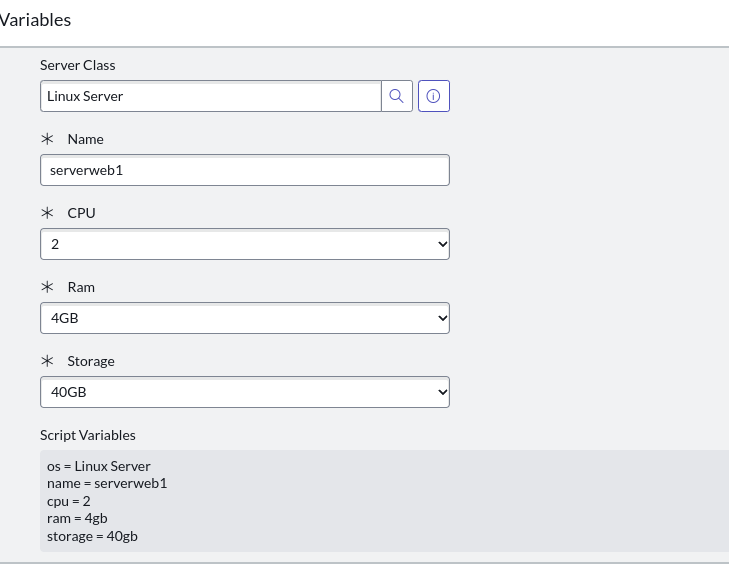 Variables
Server Class
Linux Server
Name
serverweb1
CPU
2
Ram
4GB
Storage
40GB
Script Variables
os = Linux Server
name = serverweb1
cpu = 2
ram = 4gb
storage = 40gb